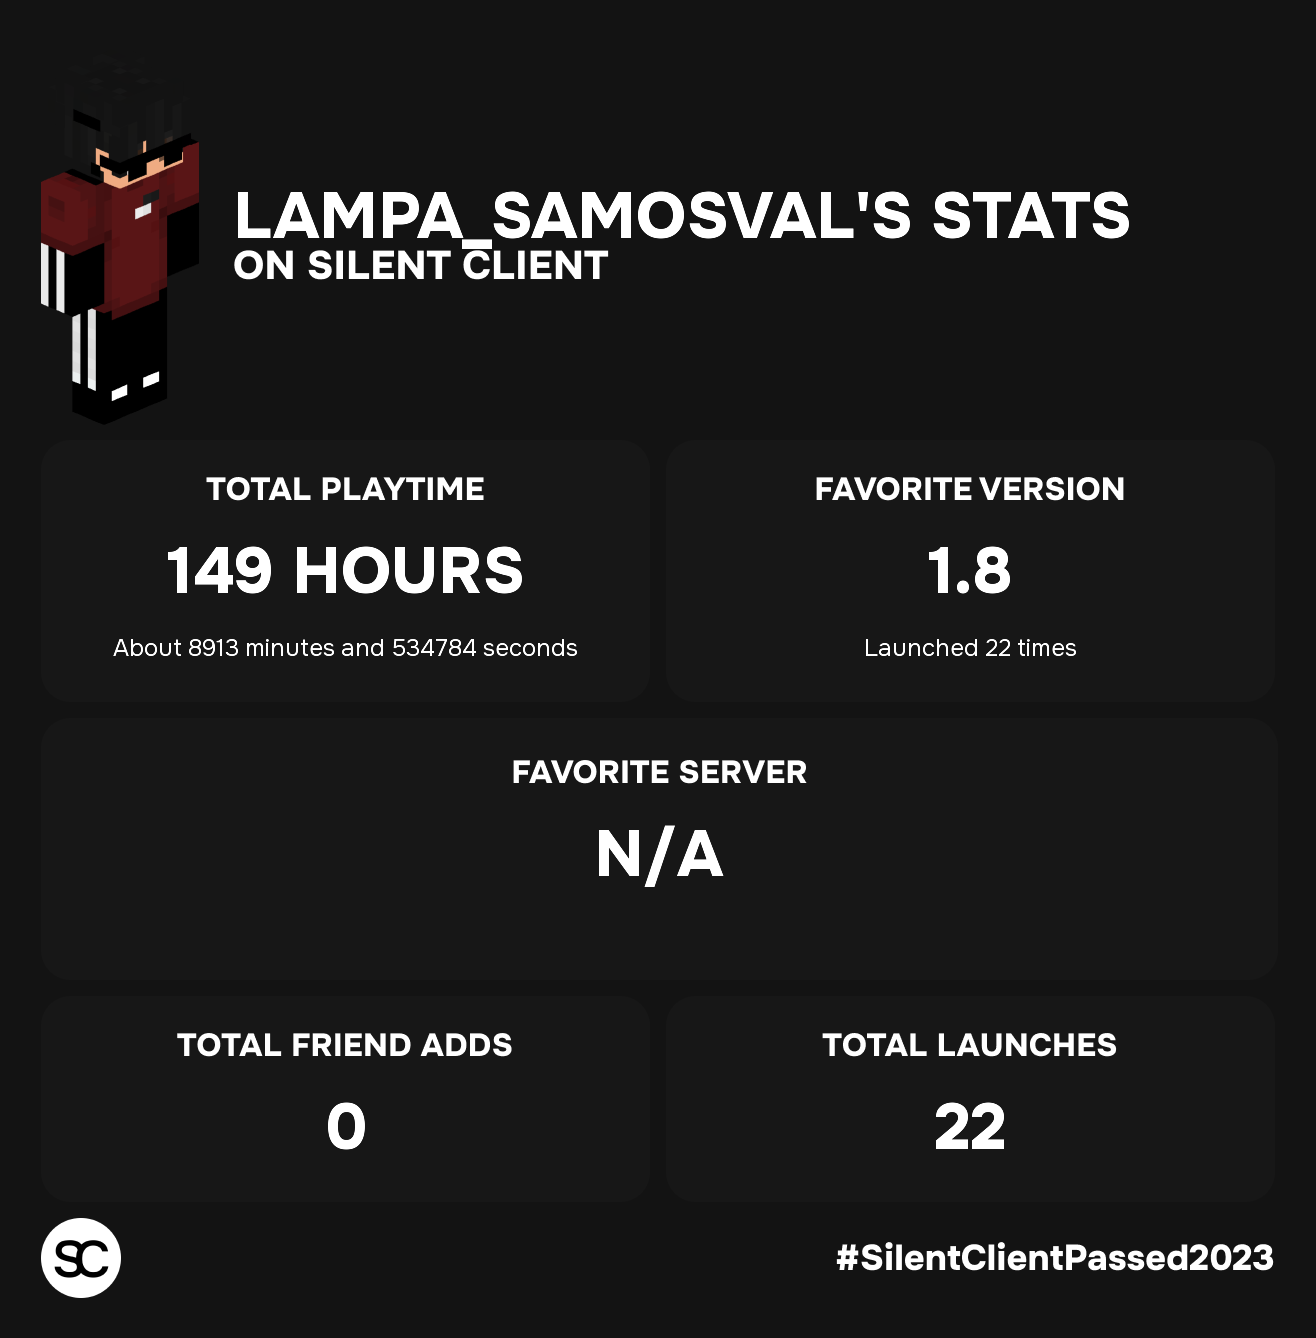 LAMPA_SAMOSVAL'S STATS
ON SILENT CLIENT
TOTAL PLAYTIME
149 HOURS
About 8913 minutes and 534784 seconds
FAVORITE VERSION
1.8
Launched 22 times
FAVORITE SERVER
N/A
TOTAL FRIEND ADDS
0
TOTAL LAUNCHES
22
SC
#SilentClientPassed2023